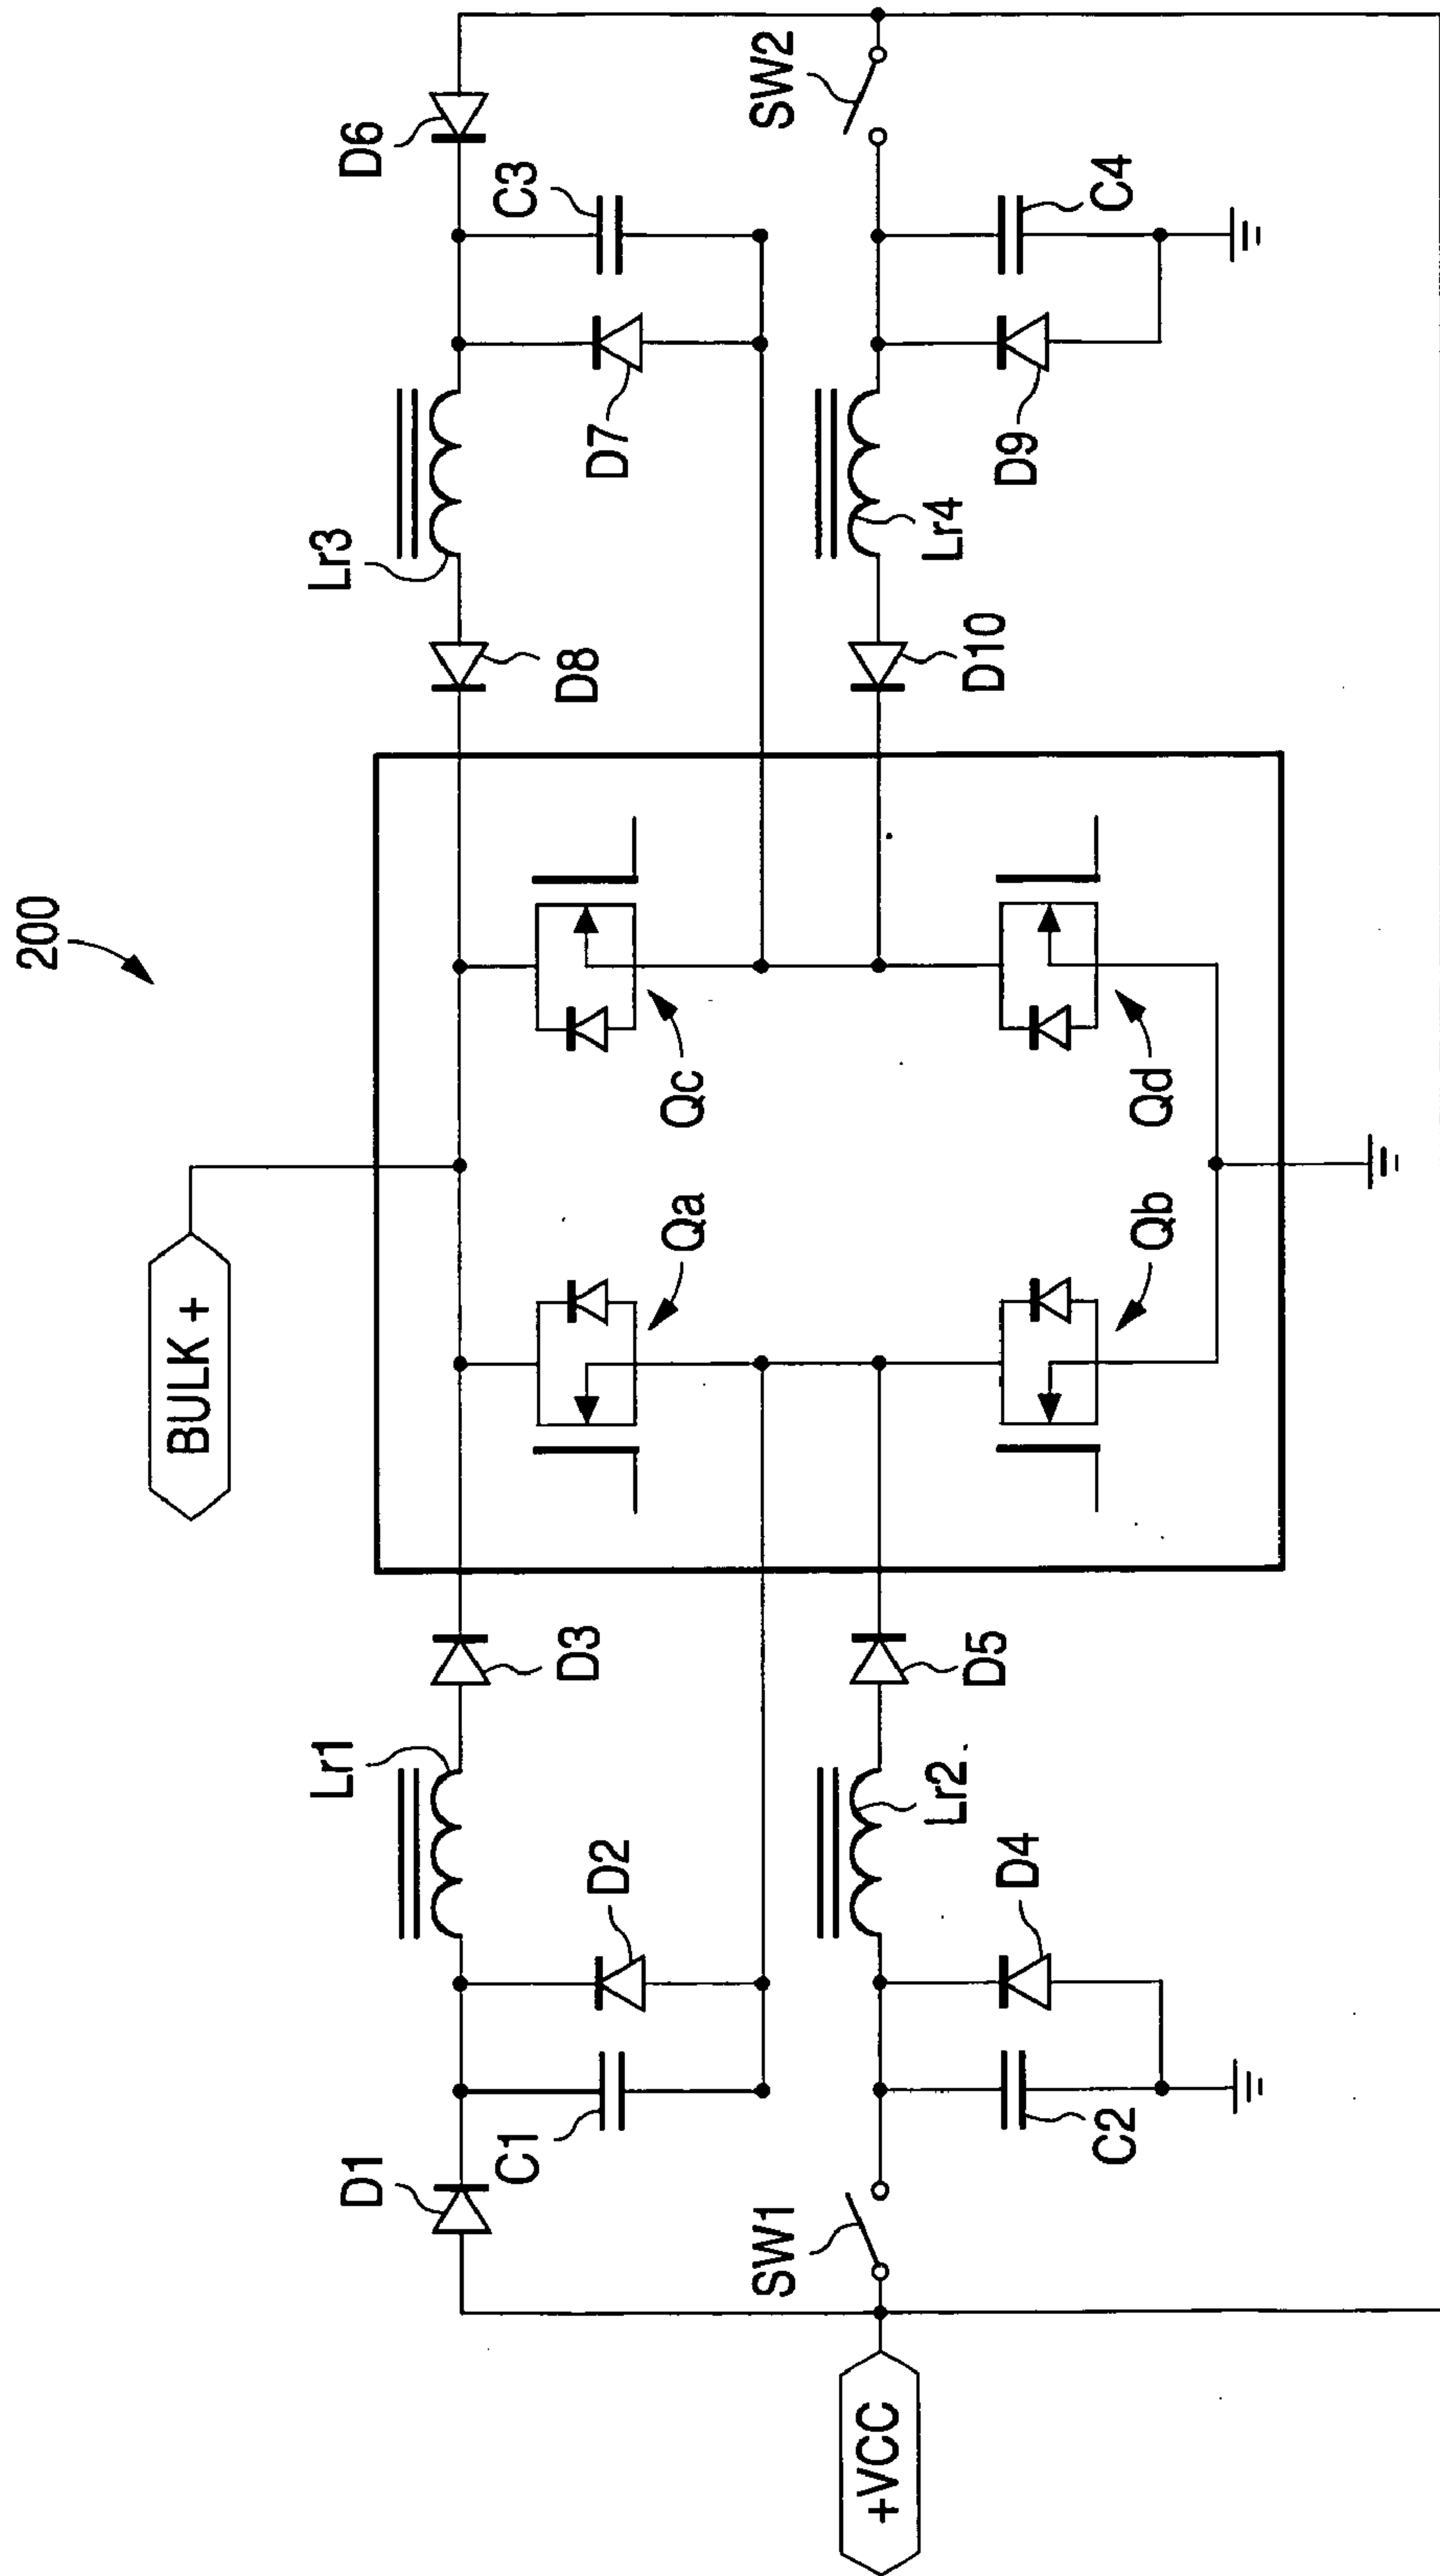 200
BULK +
Lr1
Lr3
D1
D6
C1
D2
D3
D8
D7
C3
Qa
Qc
SW1
SW2
Lr2
D5
D10
Lr4
+VCC
C2
D4
Qb
Qd
D9
C4